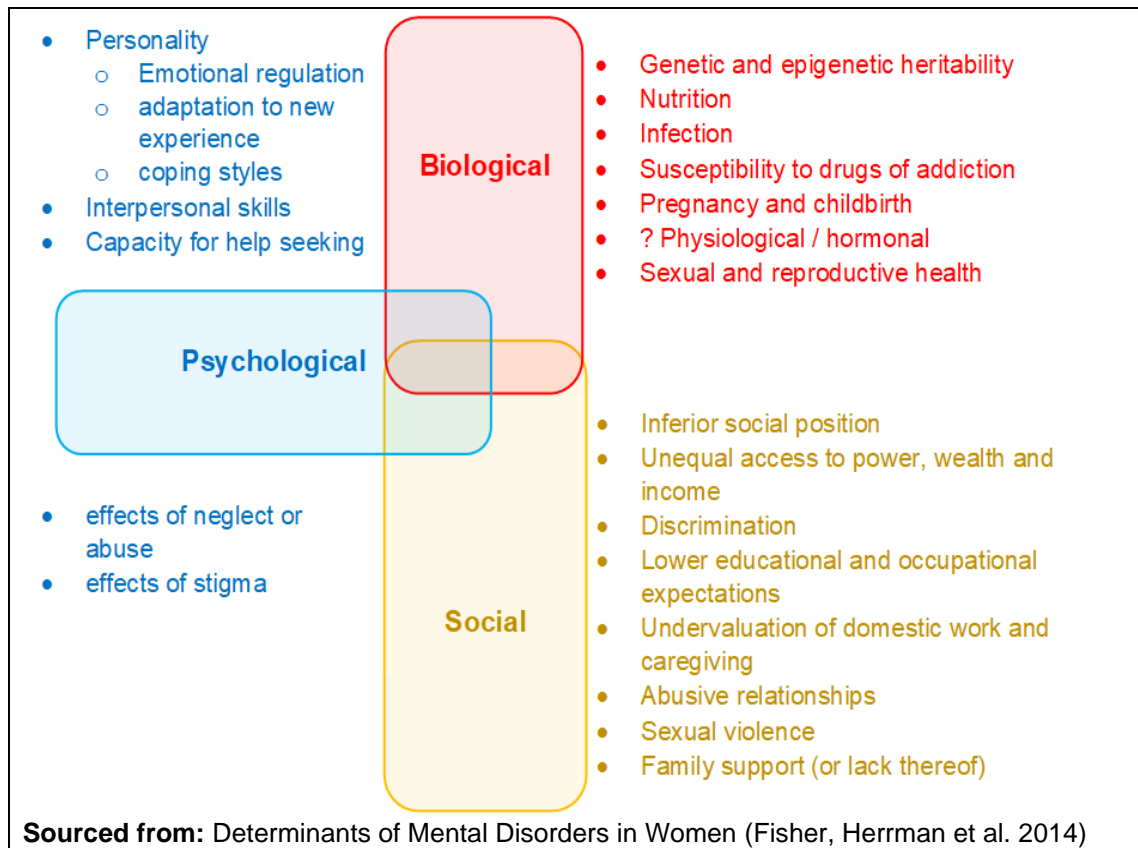 • Personality
o Emotional regulation
o adaptation to new
experience
o coping styles
• Interpersonal skills
• Capacity for help seeking
Biological
• Genetic and epigenetic heritability
• Nutrition
• Infection
• Susceptibility to drugs of addiction
• Pregnancy and childbirth
• ? Physiological / hormonal
• Sexual and reproductive health
Psychological
• effects of neglect or
abuse
• effects of stigma
Social
• Inferior social position
• Unequal access to power, wealth and
income
• Discrimination
• Lower educational and occupational
expectations
• Undervaluation of domestic work and
caregiving
• Abusive relationships
• Sexual violence
• Family support (or lack thereof)
Sourced from: Determinants of Mental Disorders in Women (Fisher, Herrman et al. 2014)